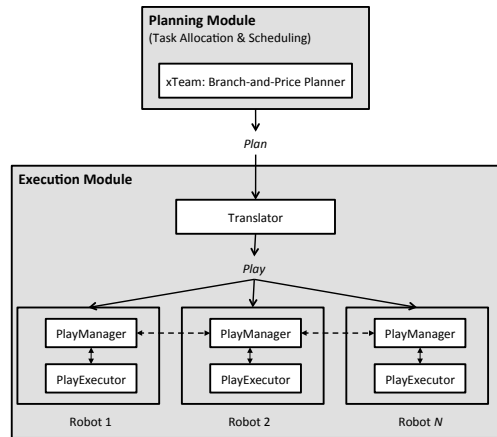 Planning Module
(Task Allocation & Scheduling)
xTeam: Branch-and-Price Planner
Plan
Execution Module
Translator
Play
PlayManager PlayManager PlayManager
PlayExecutor PlayExecutor PlayExecutor
Robot 1 Robot 2 Robot N